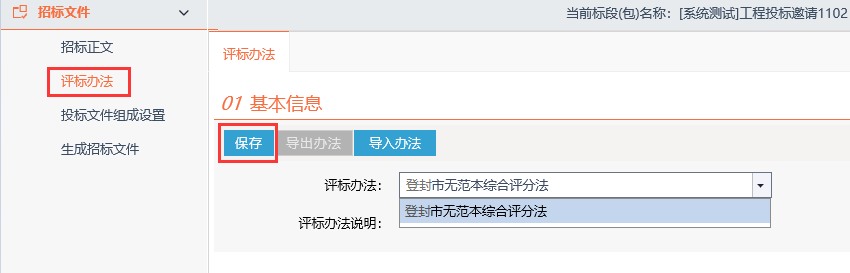 招标文件
当前标段(包)名称：[系统测试]工程投标邀请1102
招标正文
评标办法
投标文件组成设置
生成招标文件
评标办法
01 基本信息
保存 导出办法 导入办法
评标办法： 登封市无范本综合评分法
登封市无范本综合评分法
评标办法说明：